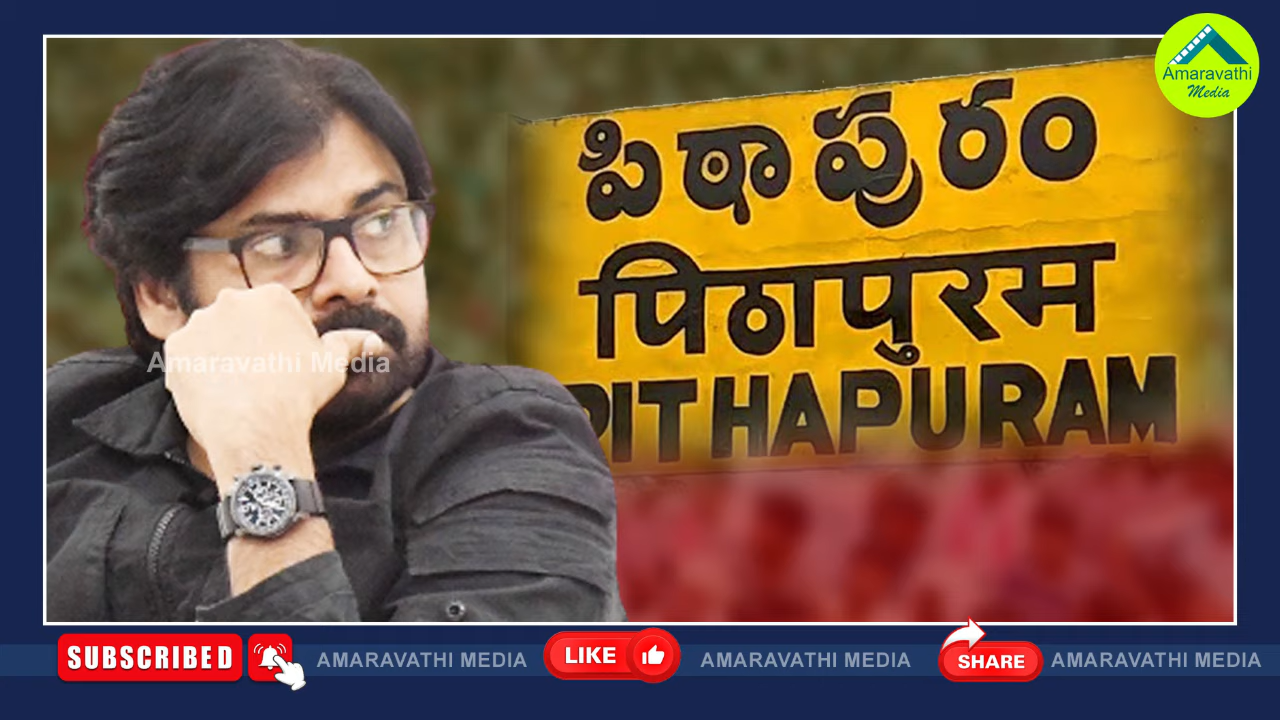 Amaravathi
Media
పిఠాపురం
पिठापुरम
PITHAPURAM
Amaravathi Media
SUBSCRIBED
AMARAVATHI MEDIA
LIKE
AMARAVATHI MEDIA
SHARE
AMARAVATHI MEDIA